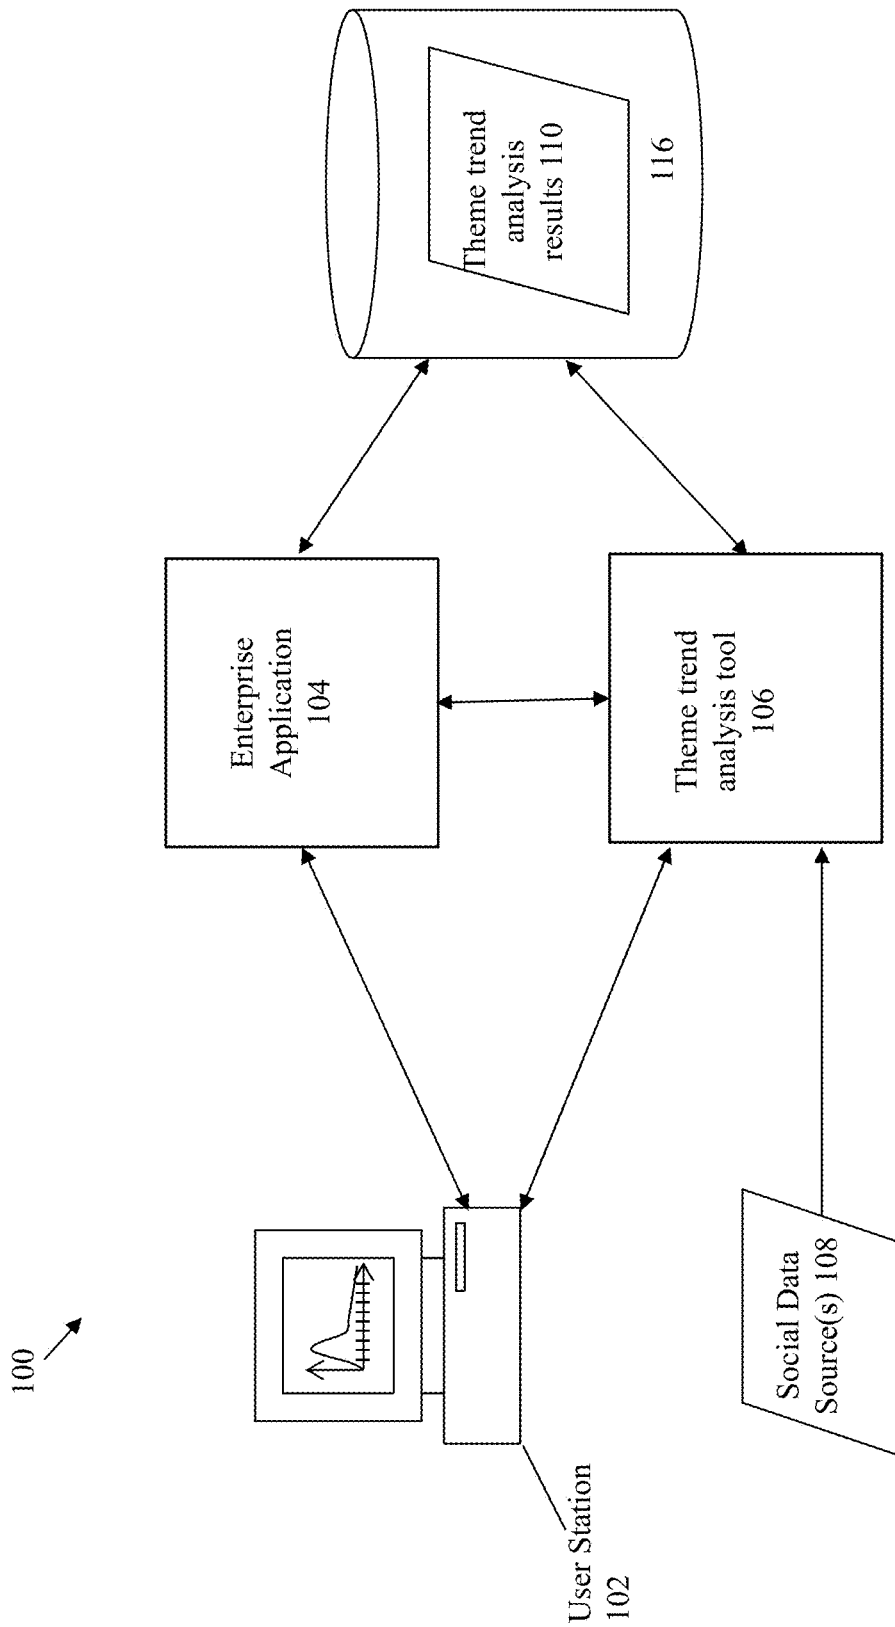 100
User Station
102
Enterprise
Application
104
Theme trend
analysis
results 110
116
Social Data
Source(s) 108
Theme trend
analysis tool
106